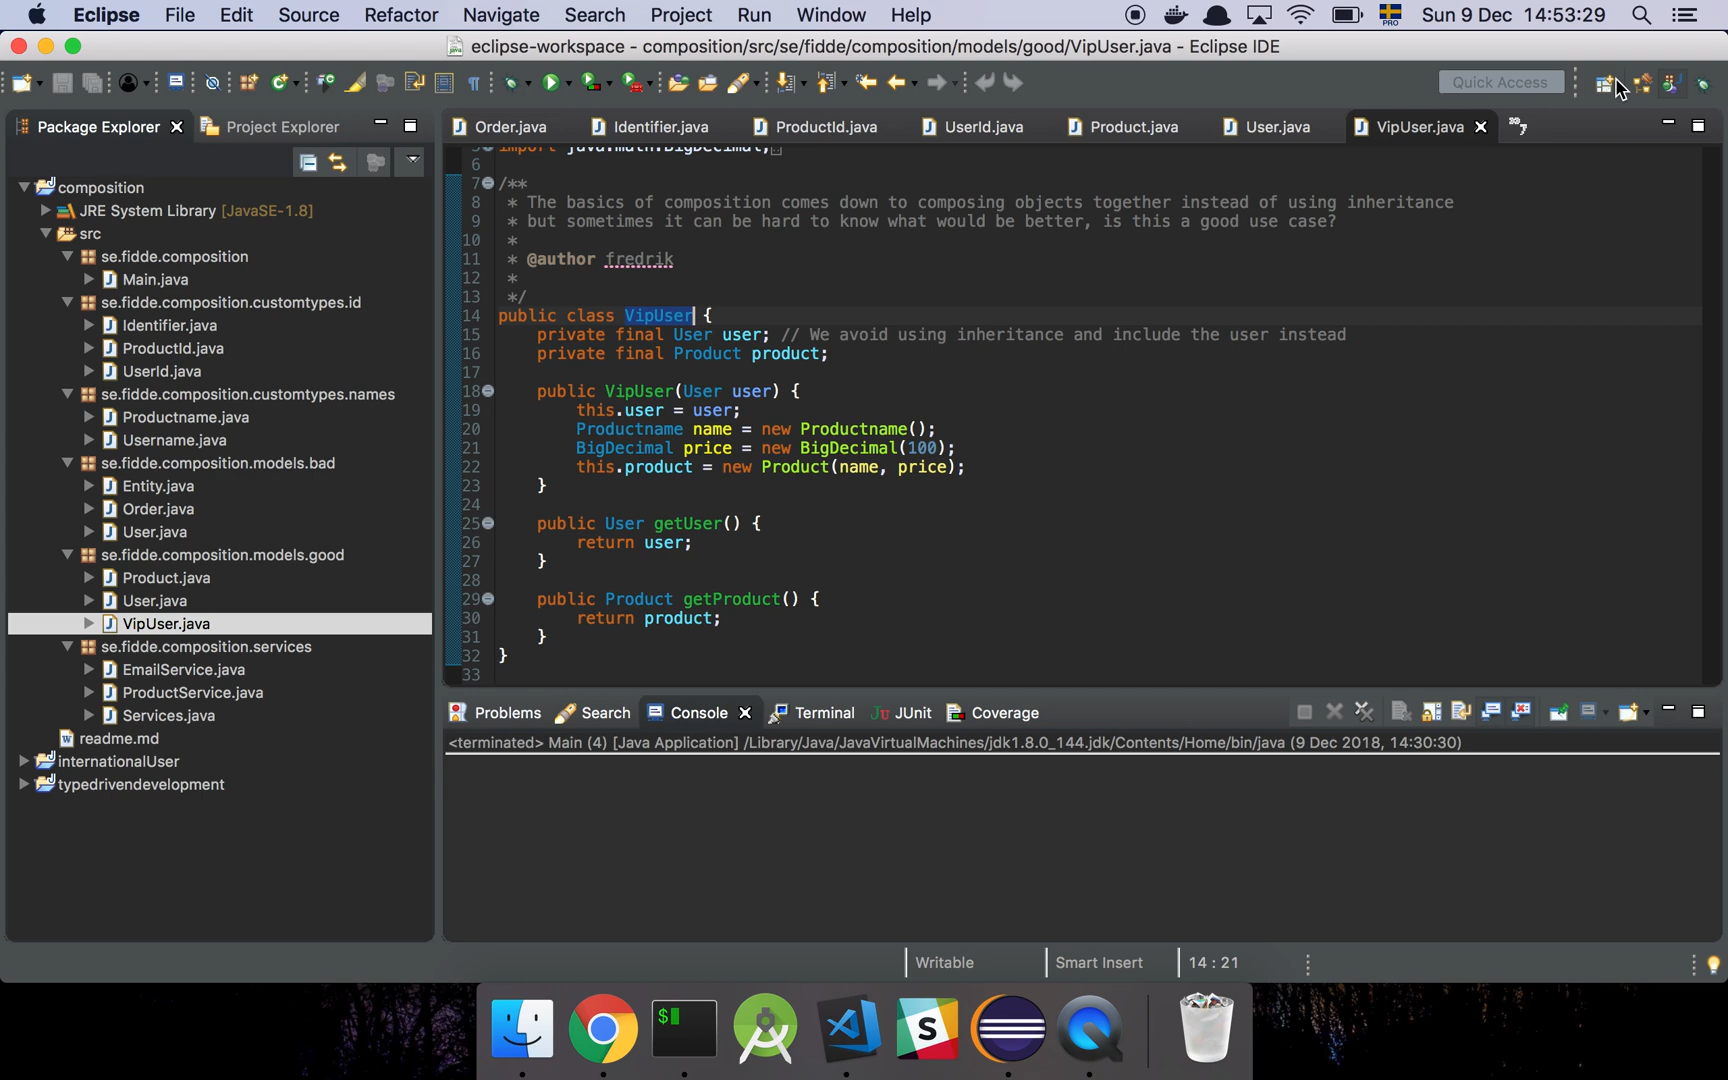 Eclipse File Edit Source Refactor Navigate Search Project Run Window Help PRO Sun 9 Dec 14:53:29
eclipse-workspace - composition/src/se/fidde/composition/models/good/VipUser.java - Eclipse IDE
Quick Access
Package Explorer Project Explorer
composition
JRE System Library [JavaSE-1.8]
src
se.fidde.composition
Main.java
se.fidde.composition.customtypes.id
Identifier.java
ProductId.java
UserId.java
se.fidde.composition.customtypes.names
Productname.java
Username.java
se.fidde.composition.models.bad
Entity.java
Order.java
User.java
se.fidde.composition.models.good
Product.java
User.java
VipUser.java
se.fidde.composition.services
EmailService.java
ProductService.java
Services.java
readme.md
internationalUser
typedrivendevelopment
Order.java Identifier.java ProductId.java UserId.java Product.java User.java VipUser.java »7
import java.math.BigDecimal;
6
7 /**
8 * The basics of composition comes down to composing objects together instead of using inheritance
9 * but sometimes it can be hard to know what would be better, is this a good use case?
10 *
11 * @author fredrik
12 *
13 */
14 public class VipUser {
15 private final User user; // We avoid using inheritance and include the user instead
16 private final Product product;
17
18 public VipUser(User user) {
19 this.user = user;
20 Productname name = new Productname();
21 BigDecimal price = new BigDecimal(100);
22 this.product = new Product(name, price);
23 }
24
25 public User getUser() {
26 return user;
27 }
28
29 public Product getProduct() {
30 return product;
31 }
32 }
33
Problems Search Console Terminal JUnit Coverage
<terminated> Main (4) [Java Application] /Library/Java/JavaVirtualMachines/jdk1.8.0_144.jdk/Contents/Home/bin/java (9 Dec 2018, 14:30:30)
Writable Smart Insert 14 : 21
$
S